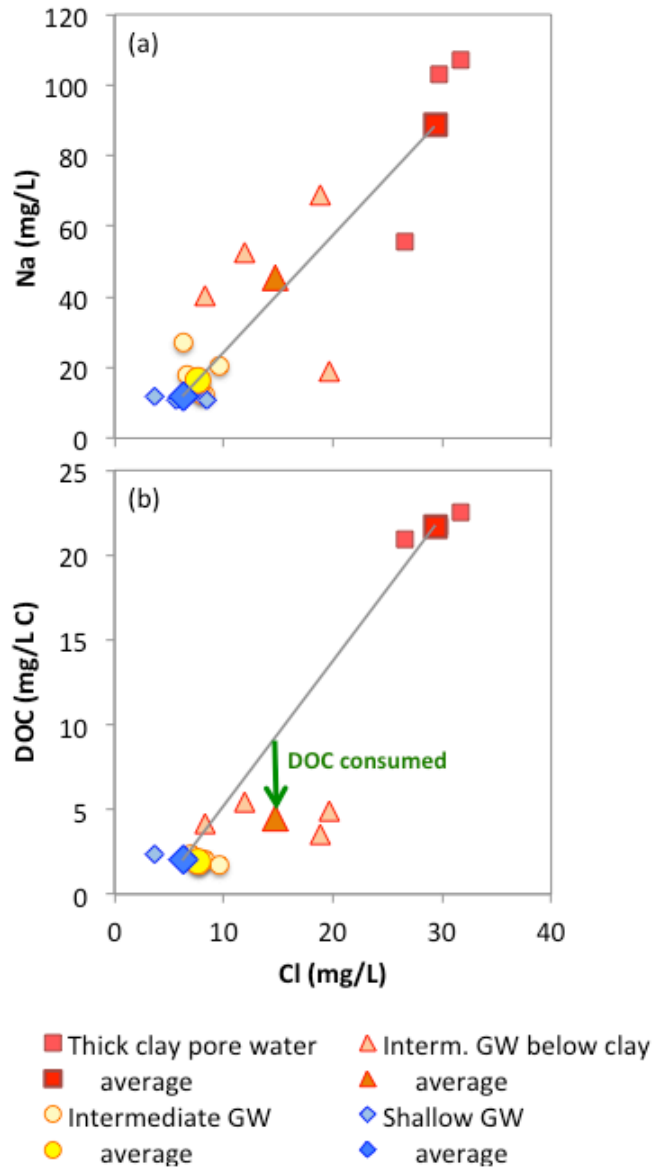 120
(a)
100
80
60
40
20
0
Na (mg/L)
25
(b)
20
15
10
5
0
DOC (mg/L C)
DOC consumed
0 10 20 30 40
Cl (mg/L)
Thick clay pore water Interm. GW below clay
average average
Intermediate GW Shallow GW
average average